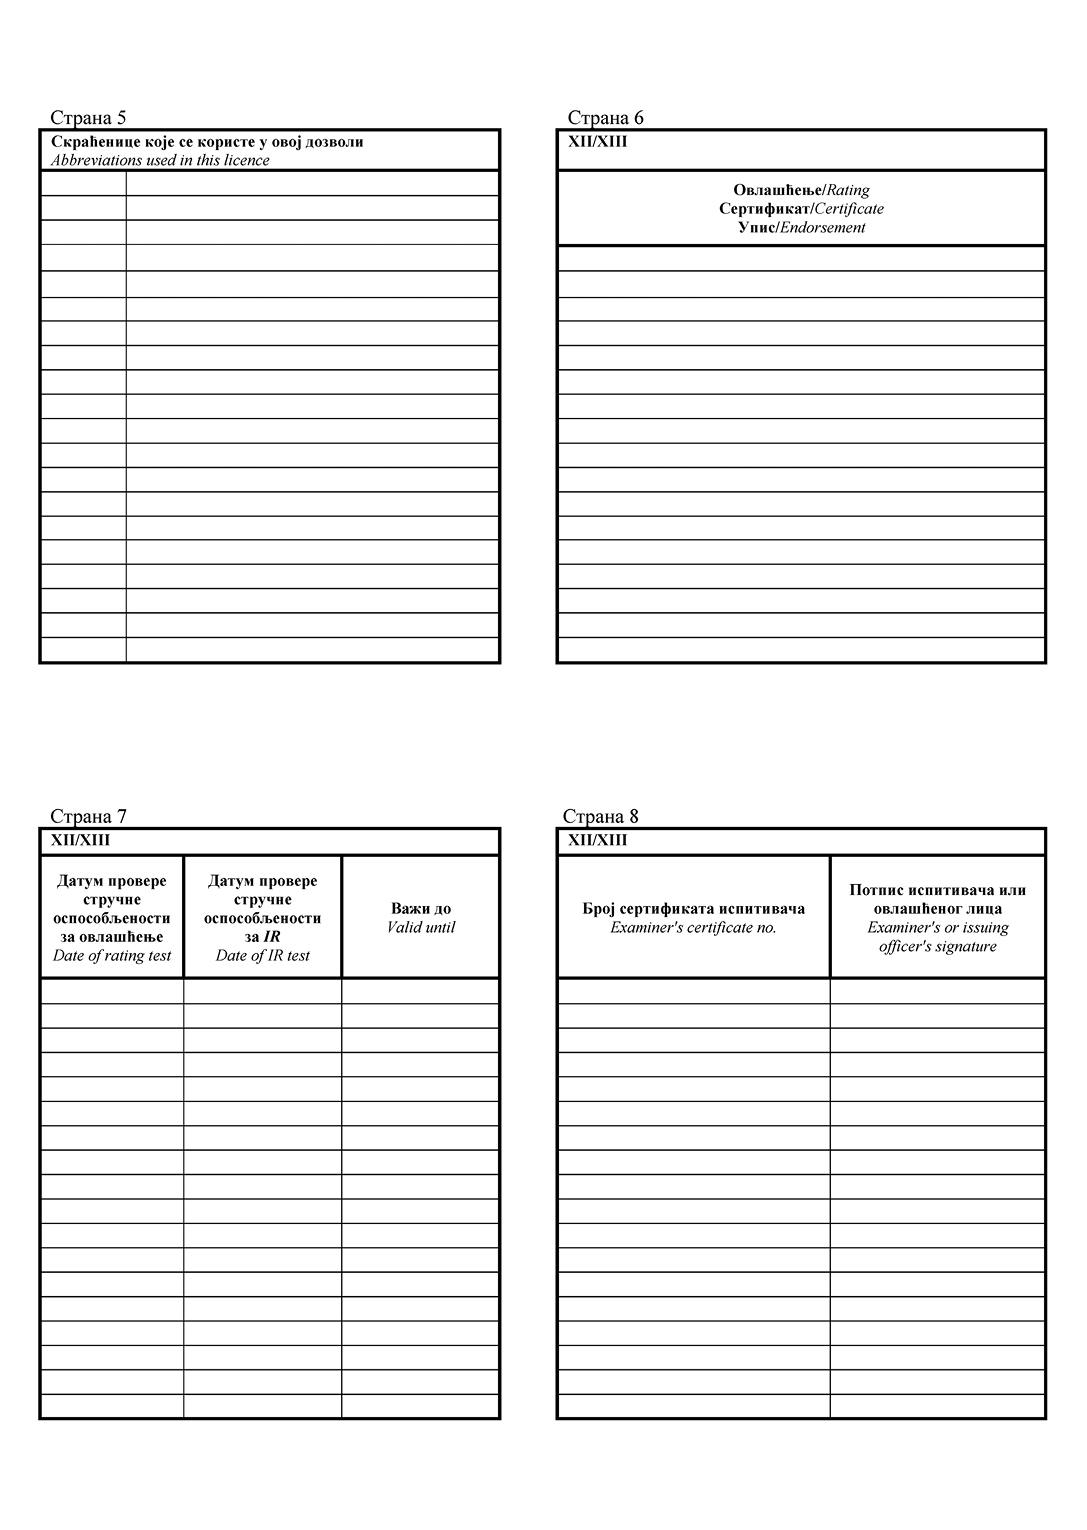 Страна 5
Скраћенице које се користе у овој дозволи
Abbreviations used in this licence
Страна 6
XII/XIII
Овлашћење/Rating
Сертификат/Certificate
Упис/Endorsement
Страна 7
XII/XIII
Датум провере
стручне
оспособљености
за овлашћење
Date of rating test
Датум провере
стручне
оспособљености
за IR
Date of IR test
Важи до
Valid until
Страна 8
XII/XIII
Број сертификата испитивача
Examiner's certificate no.
Потпис испитивача или
овлашћеног лица
Examiner's or issuing
officer's signature